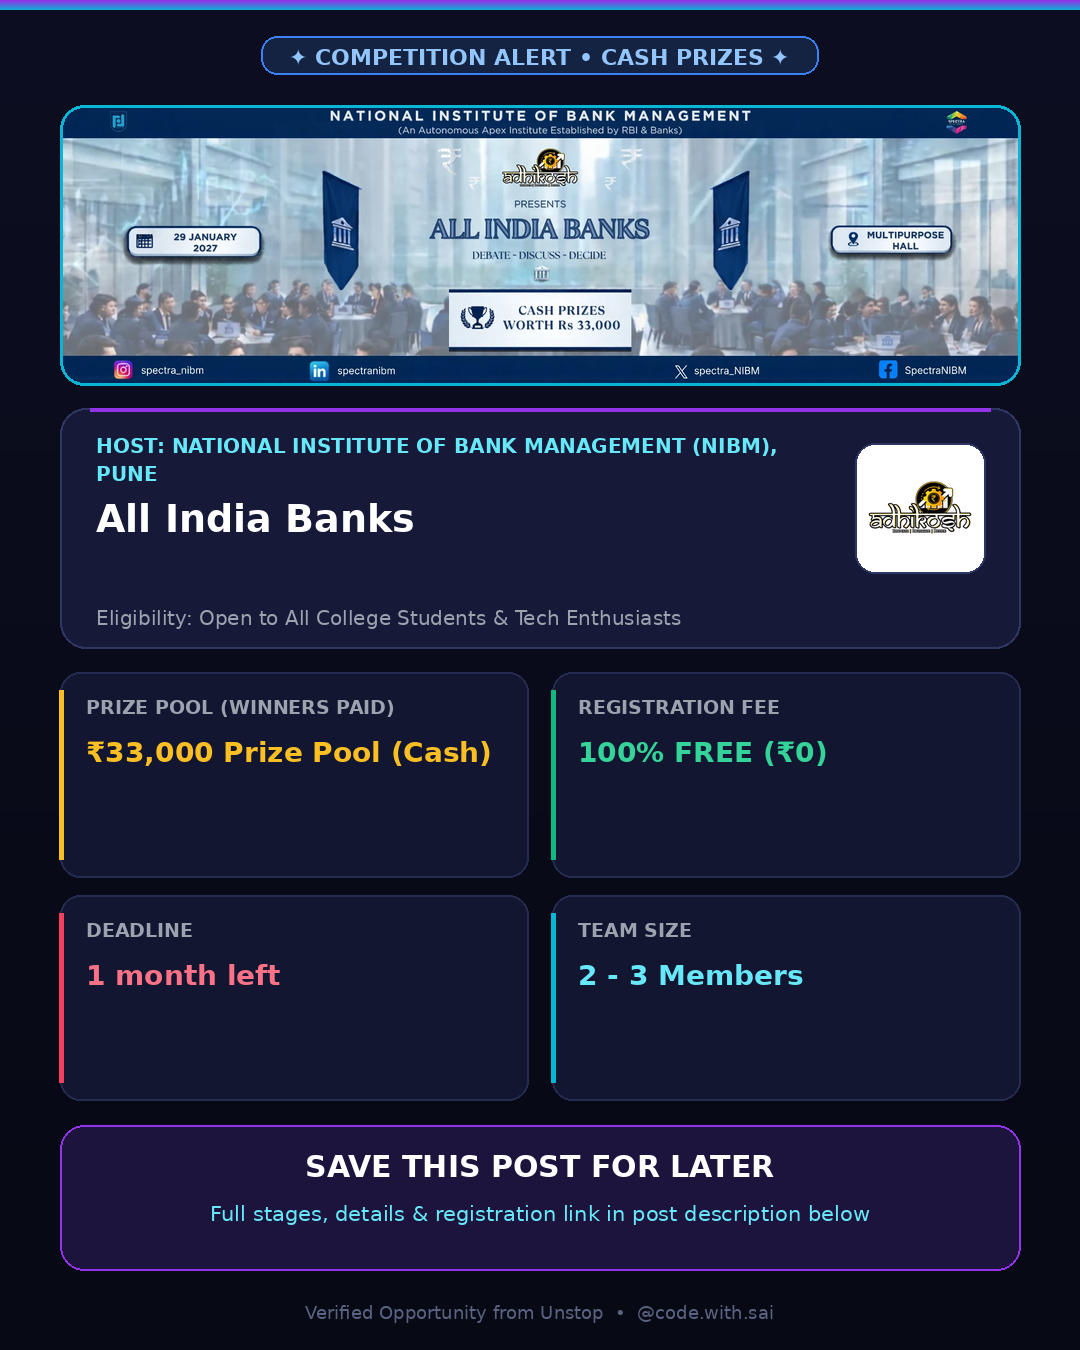 ✦ COMPETITION ALERT • CASH PRIZES ✦
NATIONAL INSTITUTE OF BANK MANAGEMENT
(An Autonomous Apex Institute Established by RBI & Banks)
adhikosh
PRESENTS
ALL INDIA BANKS
DEBATE - DISCUSS - DECIDE
29 JANUARY
2027
MULTIPURPOSE
HALL
CASH PRIZES
WORTH Rs 33,000
spectra_nibm
spectranibm
spectra_NIBM
SpectraNIBM
HOST: NATIONAL INSTITUTE OF BANK MANAGEMENT (NIBM),
PUNE
All India Banks
adhikosh
Eligibility: Open to All College Students & Tech Enthusiasts
PRIZE POOL (WINNERS PAID)
₹33,000 Prize Pool (Cash)
REGISTRATION FEE
100% FREE (₹0)
DEADLINE
1 month left
TEAM SIZE
2 - 3 Members
SAVE THIS POST FOR LATER
Full stages, details & registration link in post description below
Verified Opportunity from Unstop • @code.with.sai